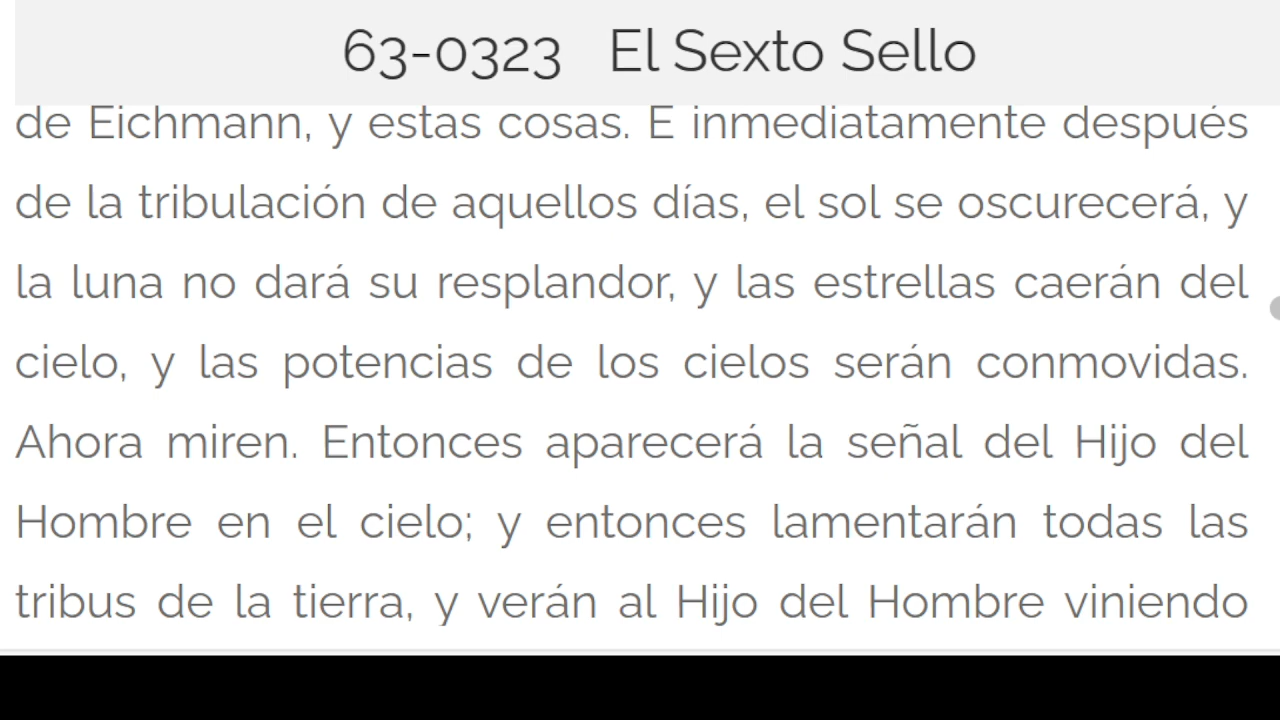 63-0323 El Sexto Sello
de Eichmann, y estas cosas. E inmediatamente después
de la tribulación de aquellos días, el sol se oscurecerá, y
la luna no dará su resplandor, y las estrellas caerán del
cielo, y las potencias de los cielos serán conmovidas.
Ahora miren. Entonces aparecerá la señal del Hijo del
Hombre en el cielo; y entonces lamentarán todas las
tribus de la tierra, y verán al Hijo del Hombre viniendo